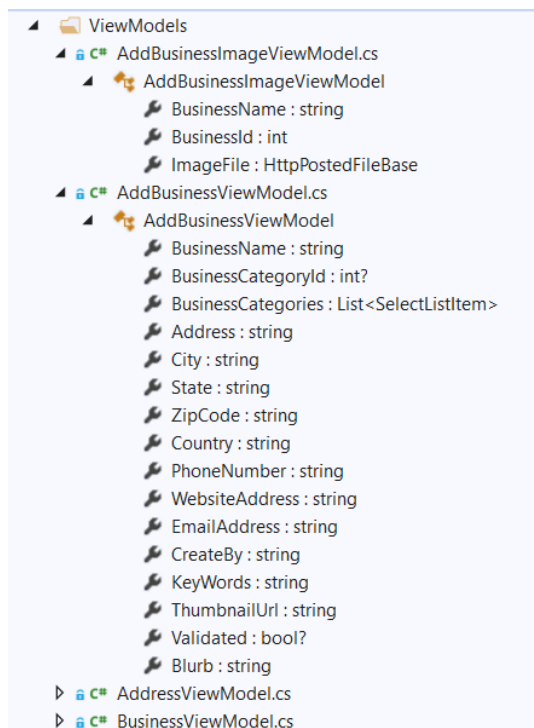 ViewModels
C# AddBusinessImageViewModel.cs
AddBusinessImageViewModel
BusinessName : string
BusinessId : int
ImageFile : HttpPostedFileBase
C# AddBusinessViewModel.cs
AddBusinessViewModel
BusinessName : string
BusinessCategoryId : int?
BusinessCategories : List<SelectListItem>
Address : string
City : string
State : string
ZipCode : string
Country : string
PhoneNumber : string
WebsiteAddress : string
EmailAddress : string
CreateBy : string
KeyWords : string
ThumbnailUrl : string
Validated : bool?
Blurb : string
C# AddressViewModel.cs
C# BusinessViewModel.cs